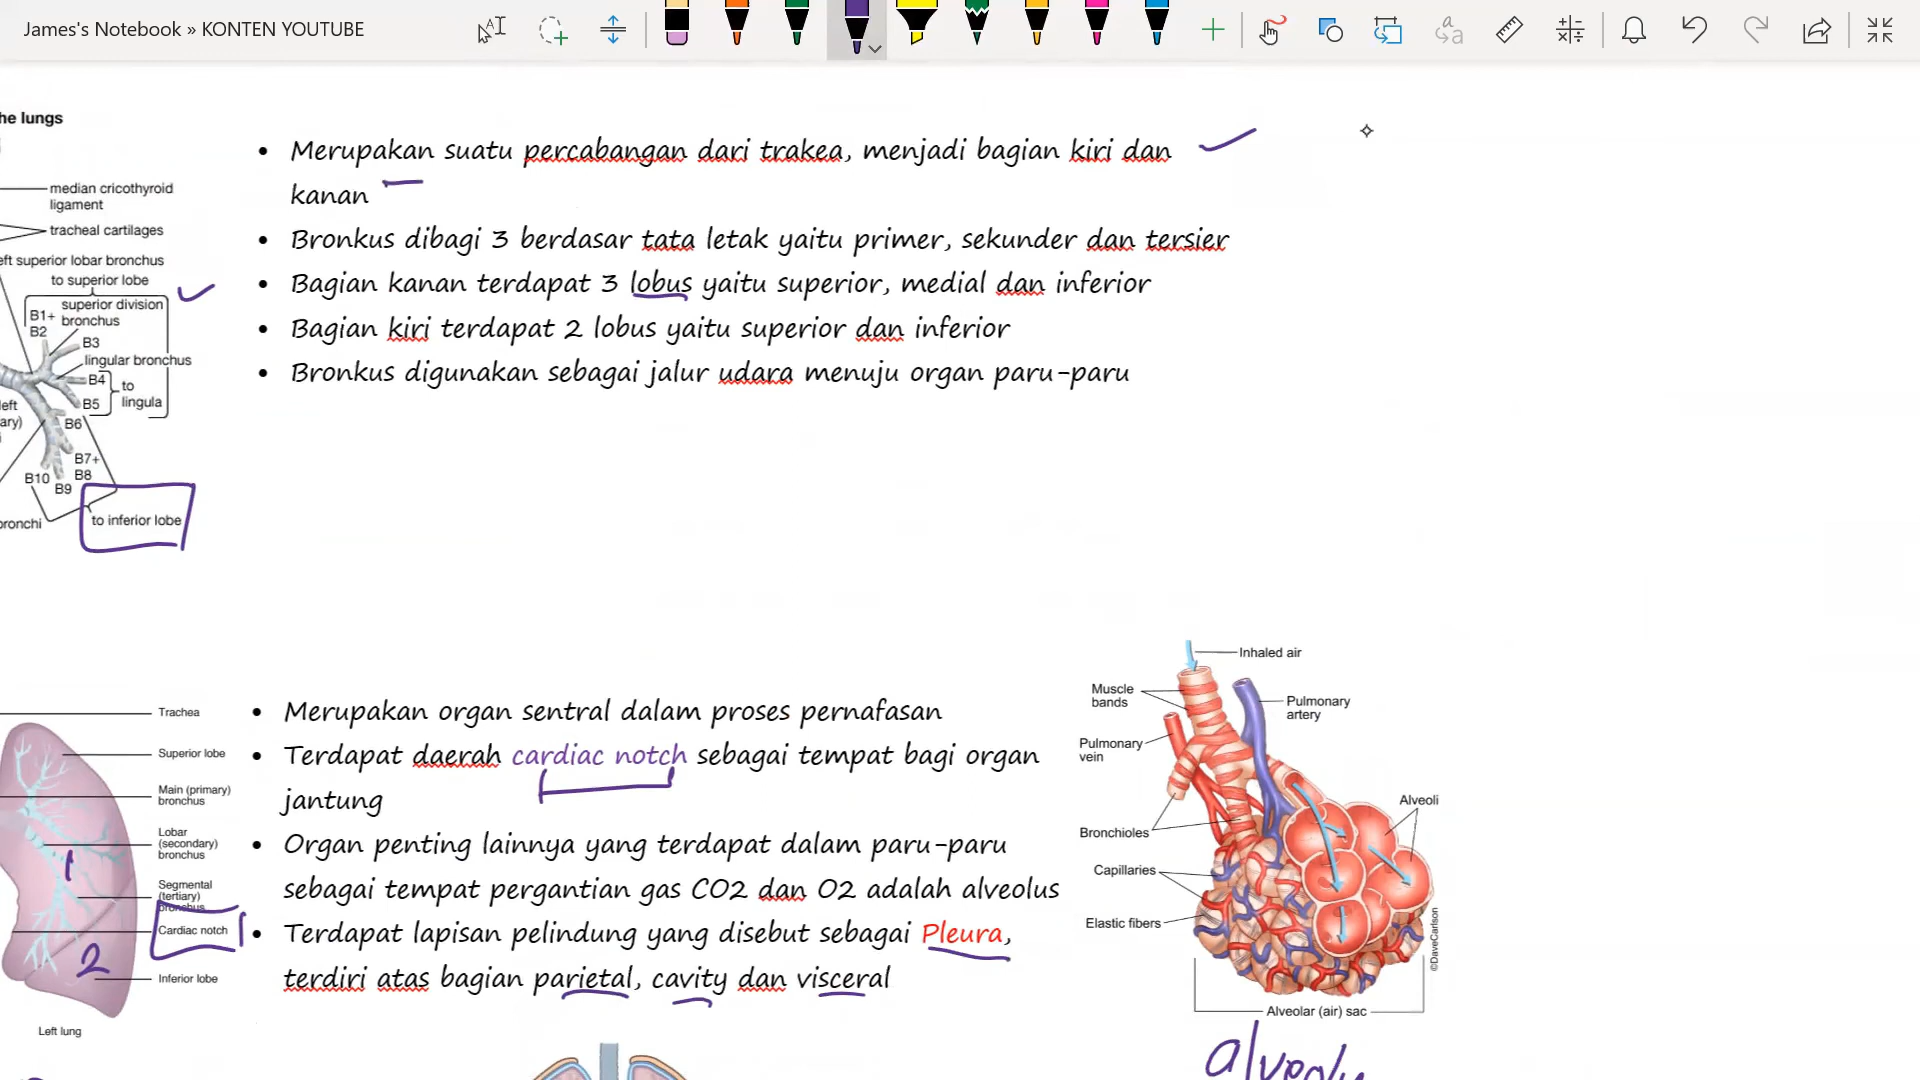 James's Notebook » KONTEN YOUTUBE
he lungs
median cricothyroid
ligament
tracheal cartilages
eft superior lobar bronchus
to superior lobe
superior division
bronchus
B1+
B2
B3
lingular bronchus
B4
to
lingula
B5
left
ary)
B6
B7+
B8
B10
B9
to inferior lobe
bronchi
• Merupakan suatu percabangan dari trakea, menjadi bagian kiri dan
kanan
• Bronkus dibagi 3 berdasar tata letak yaitu primer, sekunder dan tersier
• Bagian kanan terdapat 3 lobus yaitu superior, medial dan inferior
• Bagian kiri terdapat 2 lobus yaitu superior dan inferior
• Bronkus digunakan sebagai jalur udara menuju organ paru-paru
Trachea
Superior lobe
Main (primary)
bronchus
Lobar
(secondary)
bronchus
1
Segmental
(tertiary)
bronchus
Cardiac notch
2
Inferior lobe
Left lung
• Merupakan organ sentral dalam proses pernafasan
• Terdapat daerah cardiac notch sebagai tempat bagi organ
jantung
• Organ penting lainnya yang terdapat dalam paru-paru
sebagai tempat pergantian gas CO2 dan O2 adalah alveolus
• Terdapat lapisan pelindung yang disebut sebagai Pleura,
terdiri atas bagian parietal, cavity dan visceral
Inhaled air
Muscle
bands
Pulmonary
artery
Pulmonary
vein
Alveoli
Bronchioles
Capillaries
Elastic fibers
©DaveCarlson
Alveolar (air) sac